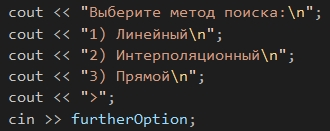 cout << "Выберите метод поиска:\n";
cout << "1) Линейный\n";
cout << "2) Интерполяционный\n";
cout << "3) Прямой\n";
cout << ">";
cin >> furtherOption;